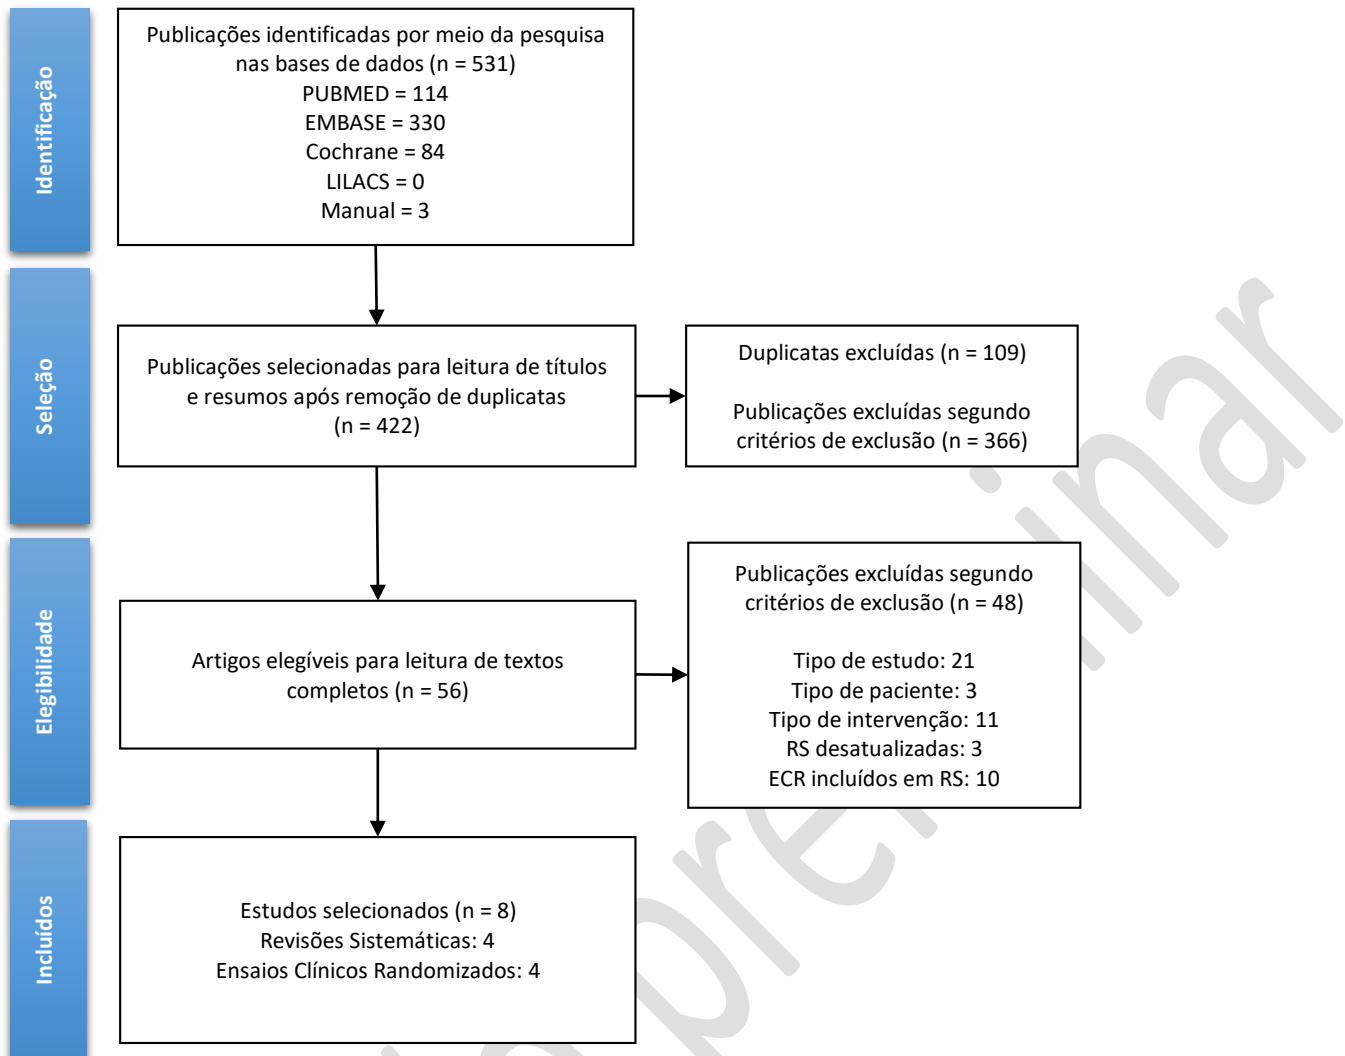 Identificação
Publicações identificadas por meio da pesquisa
nas bases de dados (n = 531)
PUBMED = 114
EMBASE = 330
Cochrane = 84
LILACS = 0
Manual = 3
Seleção
Publicações selecionadas para leitura de títulos
e resumos após remoção de duplicatas
(n = 422)
Duplicatas excluídas (n = 109)
Publicações excluídas segundo
critérios de exclusão (n = 366)
Elegibilidade
Artigos elegíveis para leitura de textos
completos (n = 56)
Publicações excluídas segundo
critérios de exclusão (n = 48)
Tipo de estudo: 21
Tipo de paciente: 3
Tipo de intervenção: 11
RS desatualizadas: 3
ECR incluídos em RS: 10
Incluídos
Estudos selecionados (n = 8)
Revisões Sistemáticas: 4
Ensaios Clínicos Randomizados: 4